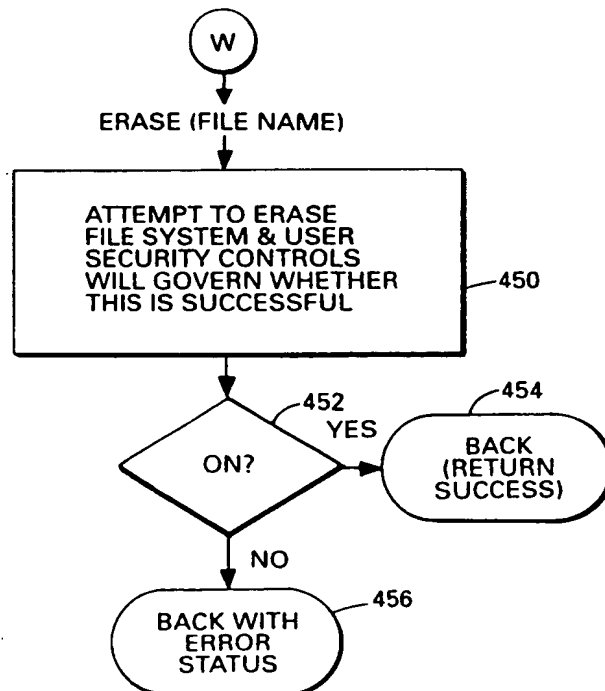 W
ERASE (FILE NAME)
ATTEMPT TO ERASE
FILE SYSTEM & USER
SECURITY CONTROLS
WILL GOVERN WHETHER
THIS IS SUCCESSFUL
450
452
ON?
YES
454
BACK
(RETURN
SUCCESS)
NO
456
BACK WITH
ERROR
STATUS